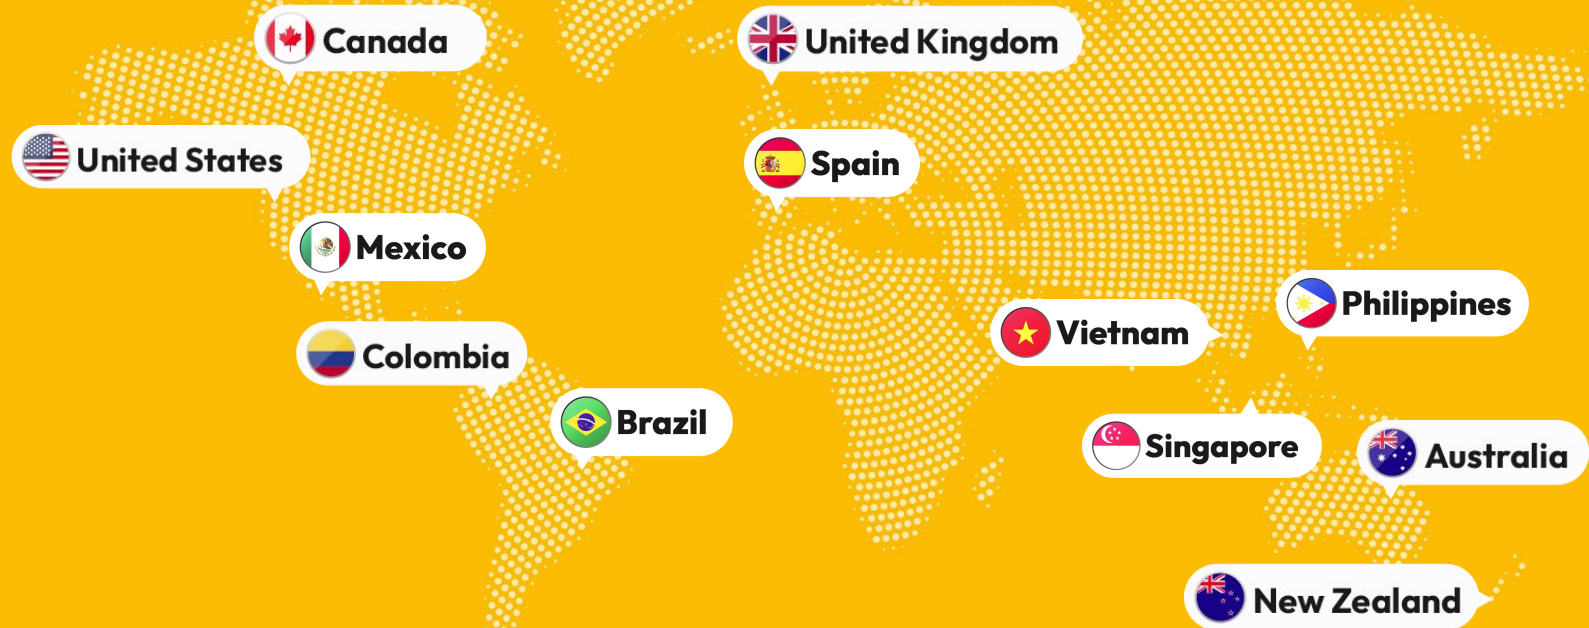 Canada
United Kingdom
United States
Spain
Mexico
Philippines
Vietnam
Colombia
Brazil
Singapore
Australia
New Zealand